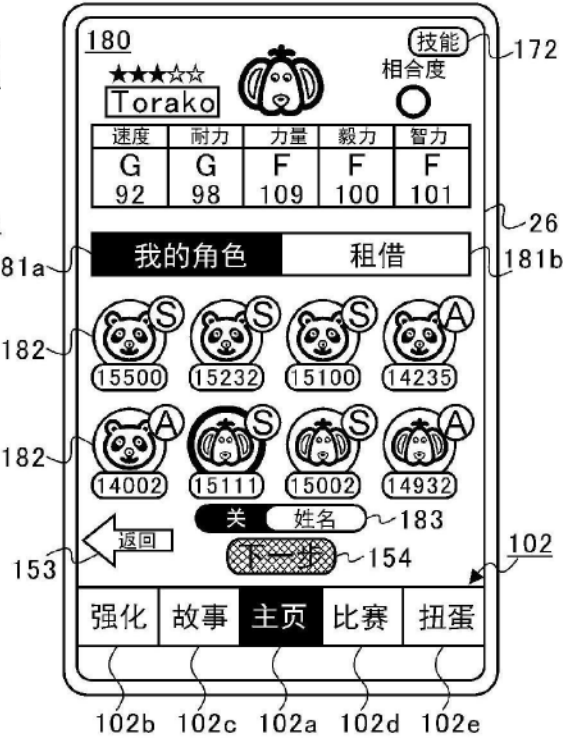 180
技能
172
★★★☆☆
相合度
Torako
速度 耐力 力量 毅力 智力
G G F F F
92 98 109 100 101
26
181a 我的角色 租借 181b
S S S A
182
15500 15232 15100 14235
A S S A
182
14002 15111 15002 14932
关 姓名 183
返回
153
下一步 154
102
强化 故事 主页 比赛 扭蛋
102b 102c 102a 102d 102e